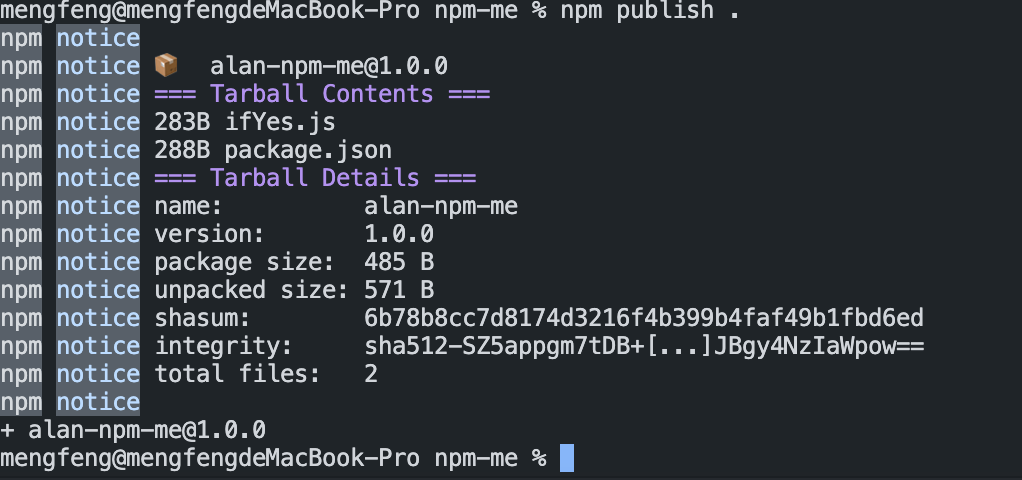 mengfeng@mengfengdeMacBook-Pro npm-me % npm publish .
npm notice
npm notice 📦  alan-npm-me@1.0.0
npm notice === Tarball Contents ===
npm notice 283B ifYes.js
npm notice 288B package.json
npm notice === Tarball Details ===
npm notice name:          alan-npm-me
npm notice version:       1.0.0
npm notice package size:  485 B
npm notice unpacked size: 571 B
npm notice shasum:        6b78b8cc7d8174d3216f4b399b4faf49b1fbd6ed
npm notice integrity:     sha512-SZ5appgm7tDB+[...]JBgy4NzIaWpow==
npm notice total files:   2
npm notice
+ alan-npm-me@1.0.0
mengfeng@mengfengdeMacBook-Pro npm-me %